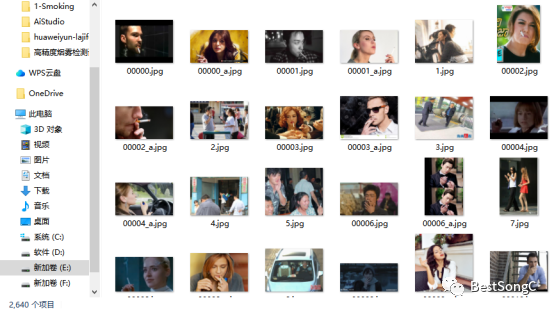 1-Smoking
AiStudio
huaweiyun-lajife
高精度烟雾检测
WPS云盘
OneDrive
此电脑
3D 对象
视频
图片
文档
下载
音乐
桌面
系统 (C:)
软件 (D:)
新加卷 (E:)
新加卷 (F:)
2,640 个项目
00000.jpg
00000_a.jpg
00001.jpg
00001_a.jpg
1.jpg
00002.jpg
00002_a.jpg
2.jpg
00003.jpg
00003_a.jpg
3.jpg
00004.jpg
00004_a.jpg
4.jpg
5.jpg
00006.jpg
00006_a.jpg
7.jpg
BestSongC